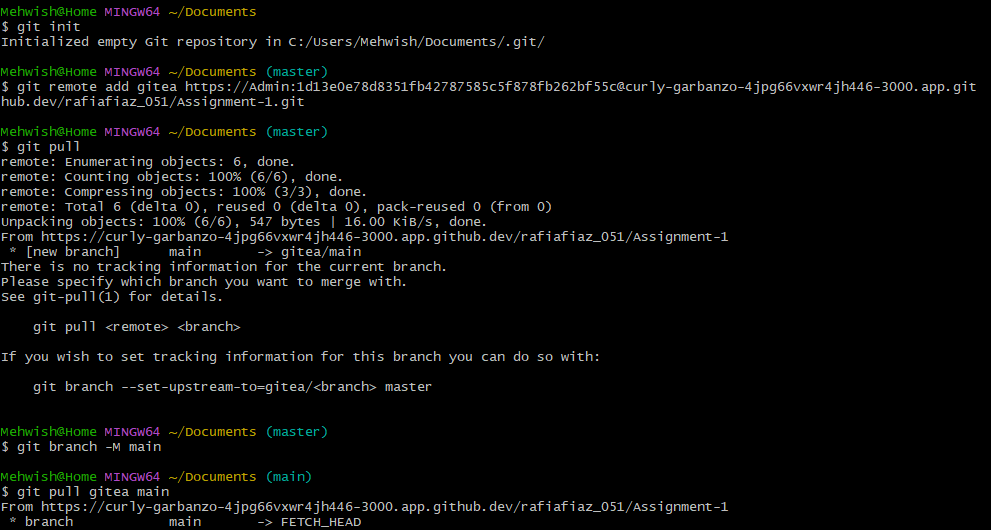 Mehwish@Home MINGW64 ~/Documents
$ git init
Initialized empty Git repository in C:/Users/Mehwish/Documents/.git/
Mehwish@Home MINGW64 ~/Documents (master)
$ git remote add gitea https://Admin:1d13e0e78d8351fb42787585c5f878fb262bf55c@curly-garbanzo-4jpg66vxwr4jh446-3000.app.git
hub.dev/rafiafiaz_051/Assignment-1.git
Mehwish@Home MINGW64 ~/Documents (master)
$ git pull
remote: Enumerating objects: 6, done.
remote: Counting objects: 100% (6/6), done.
remote: Compressing objects: 100% (3/3), done.
remote: Total 6 (delta 0), reused 0 (delta 0), pack-reused 0 (from 0)
Unpacking objects: 100% (6/6), 547 bytes | 16.00 KiB/s, done.
From https://curly-garbanzo-4jpg66vxwr4jh446-3000.app.github.dev/rafiafiaz_051/Assignment-1
 * [new branch]      main       -> gitea/main
There is no tracking information for the current branch.
Please specify which branch you want to merge with.
See git-pull(1) for details.
    git pull <remote> <branch>
If you wish to set tracking information for this branch you can do so with:
    git branch --set-upstream-to=gitea/<branch> master
Mehwish@Home MINGW64 ~/Documents (master)
$ git branch -M main
Mehwish@Home MINGW64 ~/Documents (main)
$ git pull gitea main
From https://curly-garbanzo-4jpg66vxwr4jh446-3000.app.github.dev/rafiafiaz_051/Assignment-1
 * branch            main       -> FETCH_HEAD